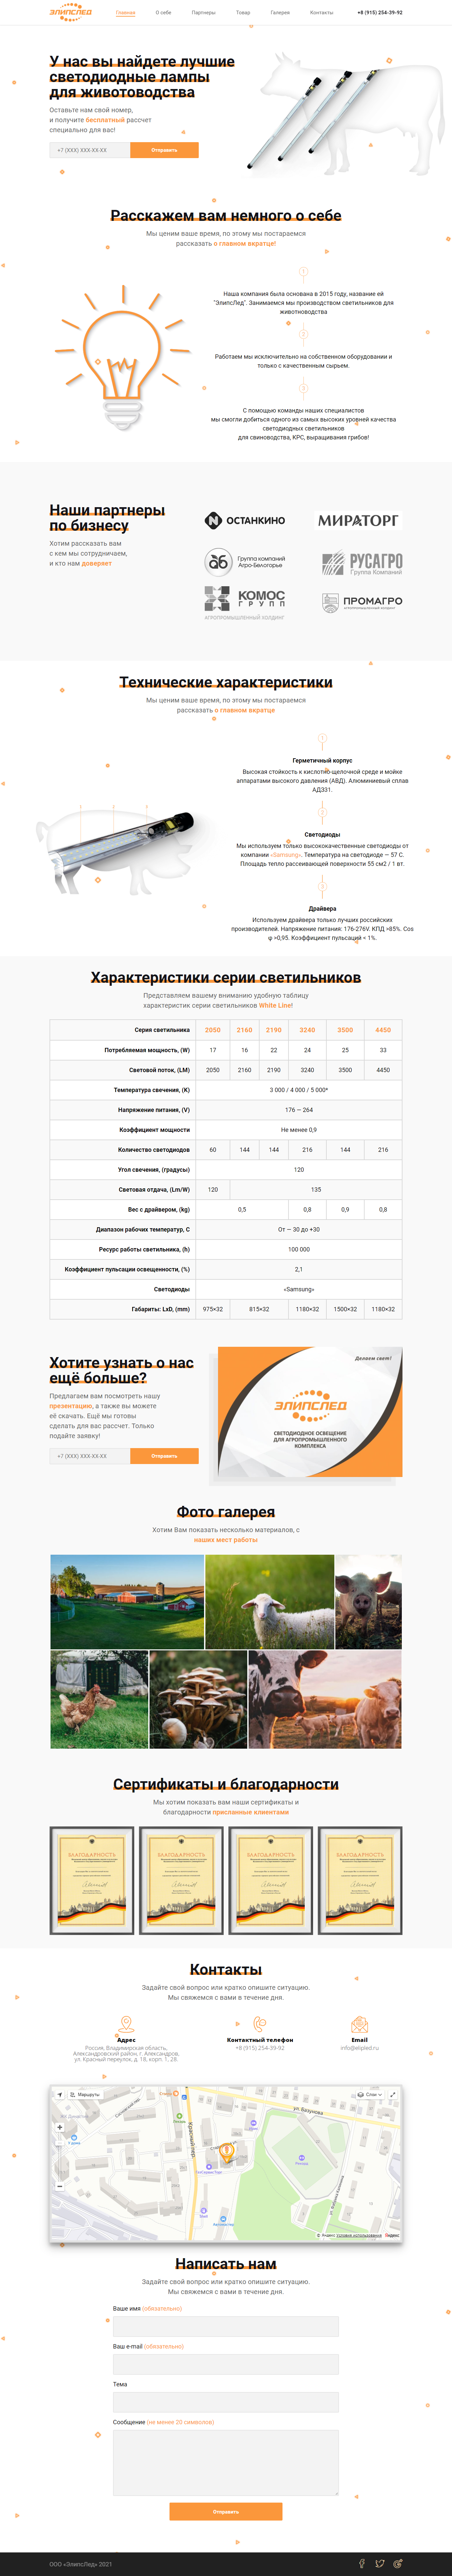 ЭЛИПСЛЕД
Главная
О себе
Партнеры
Товар
Галерея
Контакты
+8 (915) 254-39-92
У нас вы найдете лучшие
светодиодные лампы
для животоводства
Оставьте нам свой номер,
и получите бесплатный рассчет
специально для вас!
+7 (XXX) XXX-XX-XX
Отправить
Расскажем вам немного о себе
Мы ценим ваше время, по этому мы постараемся
рассказать о главном вкратце!
1
Наша компания была основана в 2015 году, название ей
"ЭлипсЛед". Занимаемся мы производством светильников для
животноводства
2
Работаем мы исключительно на собственном оборудовании и
только с качественным сырьем.
3
С помощью команды наших специалистов
мы смогли добиться одного из самых высоких уровней качества
светодиодных светильников
для свиноводства, КРС, выращивания грибов!
Наши партнеры
по бизнесу
Хотим рассказать вам
с кем мы сотрудничаем,
и кто нам доверяет
ОСТАНКИНО
МИРАТОРГ
Группа компаний
Агро-Белогорье
РУСАГРО
Группа Компаний
КОМОС
ГРУПП
АГРОПРОМЫШЛЕННЫЙ ХОЛДИНГ
ПРОМАГРО
АГРОПРОМЫШЛЕННЫЙ ХОЛДИНГ
Технические характеристики
Мы ценим ваше время, по этому мы постараемся
рассказать о главном вкратце
1
Герметичный корпус
Высокая стойкость к кислотно-щелочной среде и мойке
аппаратами высокого давления (АВД). Алюминиевый сплав
АД331.
2
Светодиоды
Мы используем только высококачественные светодиоды от
компании «Samsung». Температура на светодиоде — 57 С.
Площадь тепло рассеивающей поверхности 55 см2 / 1 вт.
3
Драйвера
Используем драйвера только лучших российских
производителей. Напряжение питания: 176-276V. КПД >85%. Cos
φ >0,95. Коэффициент пульсаций < 1%.
Характеристики серии светильников
Представляем вашему вниманию удобную таблицу
характеристик серии светильников White Line!
Серия светильника 2050 2160 2190 3240 3500 4450
Потребляемая мощность, (W) 17 16 22 24 25 33
Световой поток, (LM) 2050 2160 2190 3240 3500 4450
Температура свечения, (K) 3 000 / 4 000 / 5 000*
Напряжение питания, (V) 176 — 264
Коэффициент мощности Не менее 0,9
Количество светодиодов 60 144 144 216 144 216
Угол свечения, (градусы) 120
Световая отдача, (Lm/W) 120 135
Вес с драйвером, (kg) 0,5 0,8 0,9 0,8
Диапазон рабочих температур, С От — 30 до +30
Ресурс работы светильника, (h) 100 000
Коэффициент пульсации освещенности, (%) 2,1
Светодиоды «Samsung»
Габариты: LxD, (mm) 975×32 815×32 1180×32 1500×32 1180×32
Хотите узнать о нас
ещё больше?
Предлагаем вам посмотреть нашу
презентацию, а также вы можете
её скачать. Ещё мы готовы
сделать для вас рассчет. Только
подайте заявку!
+7 (XXX) XXX-XX-XX
Отправить
Делаем свет!
ЭЛИПСЛЕД
СВЕТОДИОДНОЕ ОСВЕЩЕНИЕ
ДЛЯ АГРОПРОМЫШЛЕННОГО
КОМПЛЕКСА
Фото галерея
Хотим Вам показать несколько материалов, с
наших мест работы
Сертификаты и благодарности
Мы хотим показать вам наши сертификаты и
благодарности присланные клиентами
БЛАГОДАРНОСТЬ
БЛАГОДАРНОСТЬ
БЛАГОДАРНОСТЬ
БЛАГОДАРНОСТЬ
Контакты
Задайте свой вопрос или кратко опишите ситуацию.
Мы свяжемся с вами в течение дня.
Адрес
Россия, Владимирская область,
Александровский район, г. Александров,
ул. Красный переулок, д. 18, корп. 1, 28.
Контактный телефон
+8 (915) 254-39-92
Email
info@elipled.ru
Маршруты
Слои
ул. Вазунова
Красный пер.
© Яндекс Условия использования Яндекс
Написать нам
Задайте свой вопрос или кратко опишите ситуацию.
Мы свяжемся с вами в течение дня.
Ваше имя (обязательно)
Ваш e-mail (обязательно)
Тема
Сообщение (не менее 20 символов)
Отправить
ООО «ЭлипсЛед» 2021